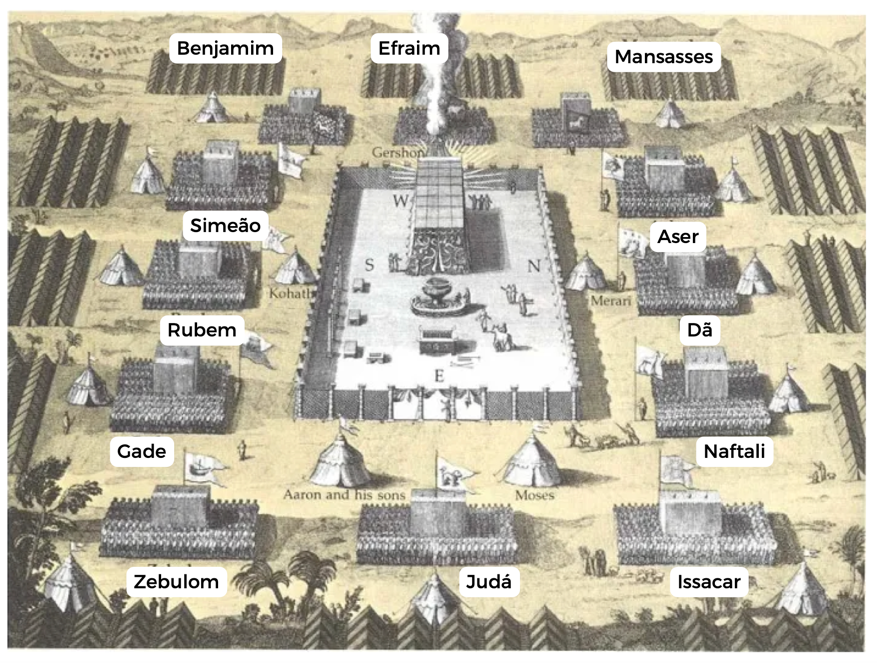 Benjamim
Efraim
Mansasses
Gershon
W
Simeão
Aser
S
N
Kohath
Merari
Rubem
Dã
E
Gade
Naftali
Aaron and his sons
Moses
Zebulom
Judá
Issacar